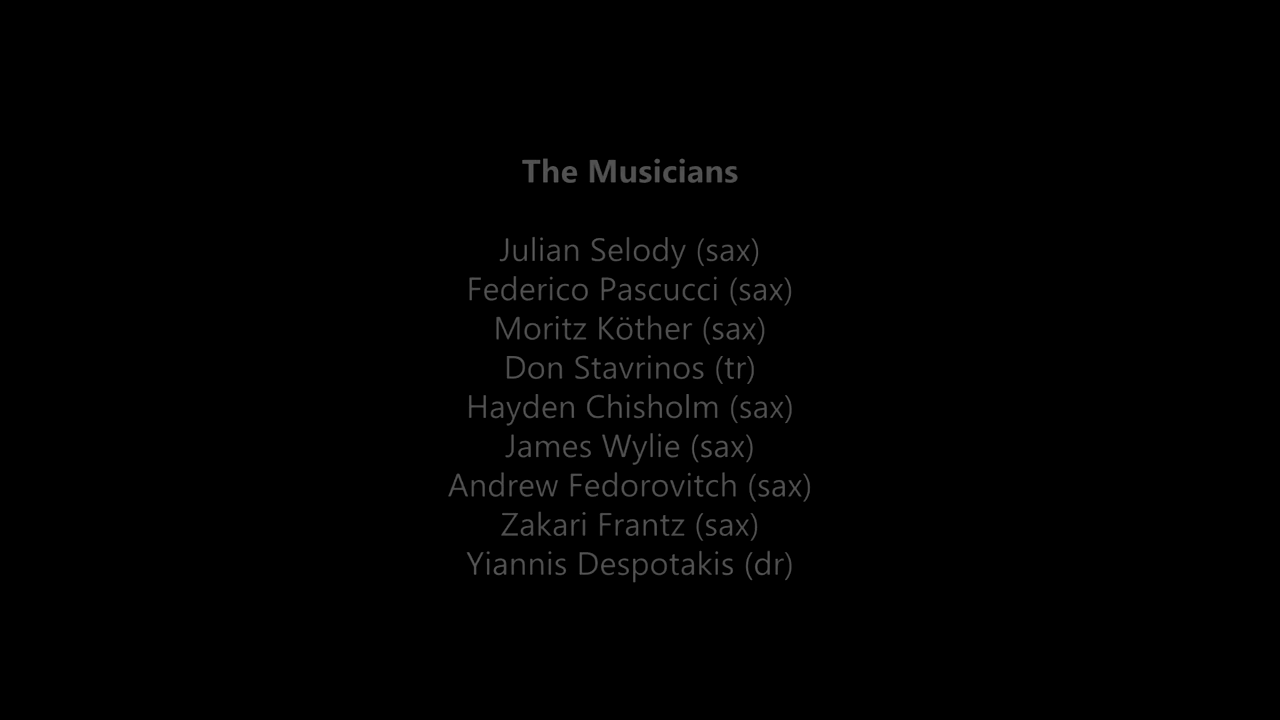 The Musicians
Julian Selody (sax)
Federico Pascucci (sax)
Moritz Köther (sax)
Don Stavrinos (tr)
Hayden Chisholm (sax)
James Wylie (sax)
Andrew Fedorovitch (sax)
Zakari Frantz (sax)
Yiannis Despotakis (dr)